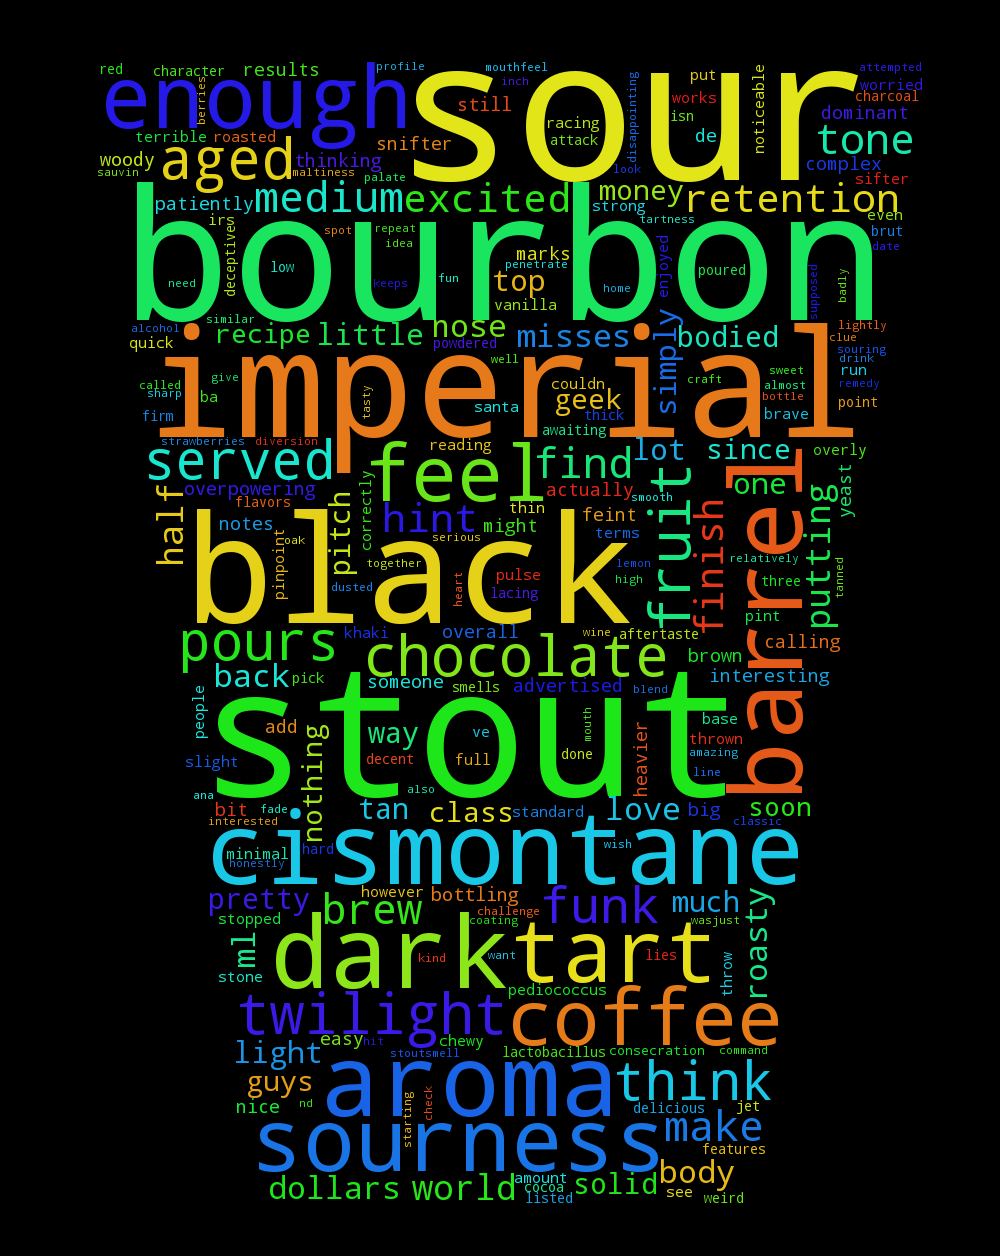 red character results profile mouthfeel inch attempted
enough berries sour still put look disappointing noticeable worried
works charcoal
racing isn dominant
terrible roasted snifter attack de tone
woody aged thinking complex
sauvin maltiness palate sifter
patiently medium excited money retention
strong
irs repeat tartness even
deceptives spot idea brut
bourbon marks simply enjoyed date
low penetrate poured
need keeps fun top home supposed badly
vanilla
similar nose
alcohol recipe little misses bodied lightly
quick powdered clue
imperial souring
well drink
called give couldn craft sweet run
sharp ba tasty geek almost remedy
santa thick bottle point
firm awaiting brave
strawberries diversion reading lot since overly
served feel find
overpowering actually one yeast
half flavors pitch correctly thin smooth fruit finish barrel putting
notes hint might feint
oak serious terms
pinpoint black together relatively
lemon tanned
dusted heart pulse high three
lacing
pint
khaki overall wine aftertaste calling
pours chocolate brown
back pick someone smells advertised blend interesting
people stout mouth
add way ve base
thrown
decent full done heavier amazing
slight nothing line
ana also
bit fade tan class standard love big soon
interested classic
cismontane
minimal hard wish
honestly
pretty however bottling funk much
brew challenge
stopped coating wasjust roasty
ml dark kind want tart lies throw
stone
pediococcus
twilight coffee
easy hit chewy
light stoutsmell lactobacillus consecration command
guys aroma think
nice nd starting check delicious jet
sourness make
features
dollars world amount solid body
cocoa see
listed weird